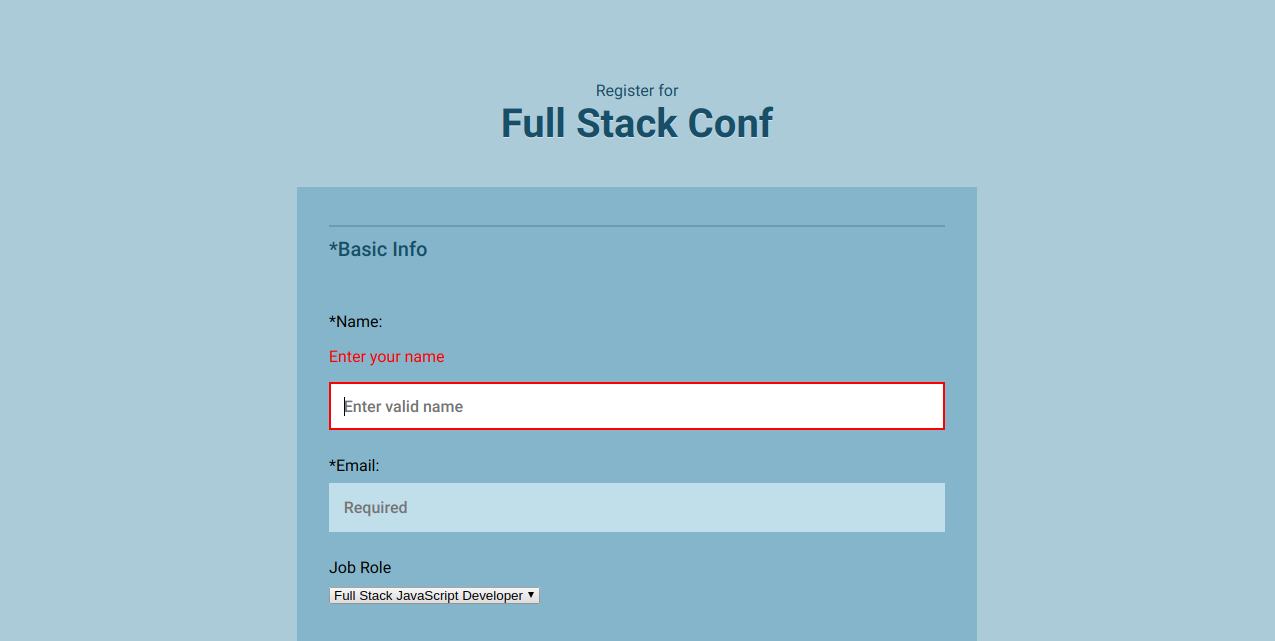 Register for
Full Stack Conf
*Basic Info
*Name:
Enter your name
Enter valid name
*Email:
Required
Job Role
Full Stack JavaScript Developer